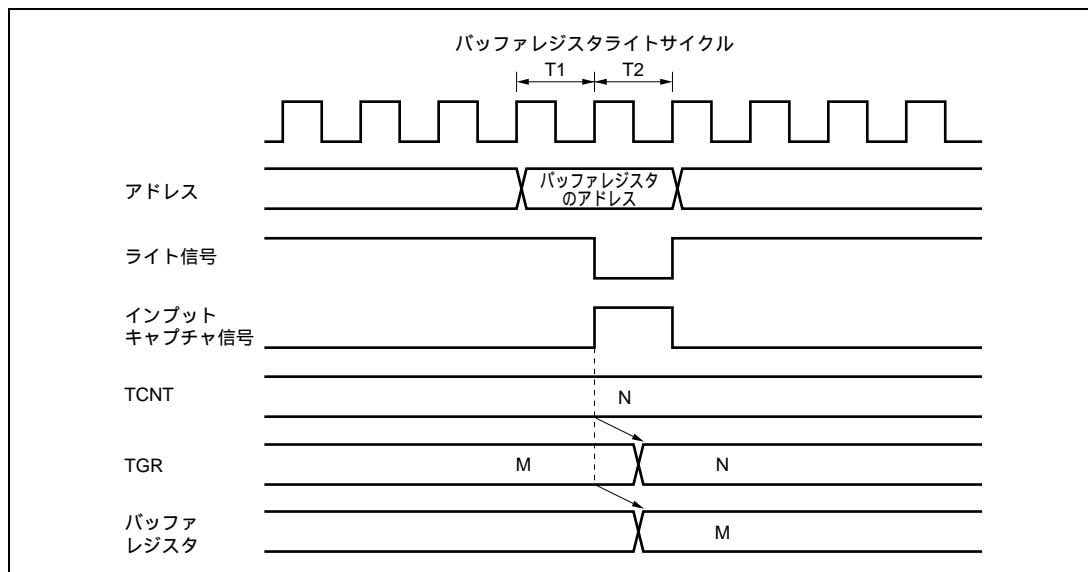 バッファレジスタライトサイクル
T1 T2
アドレス
バッファレジスタ
のアドレス
ライト信号
インプット
キャプチャ信号
TCNT
N
TGR
M N
バッファ
レジスタ
M